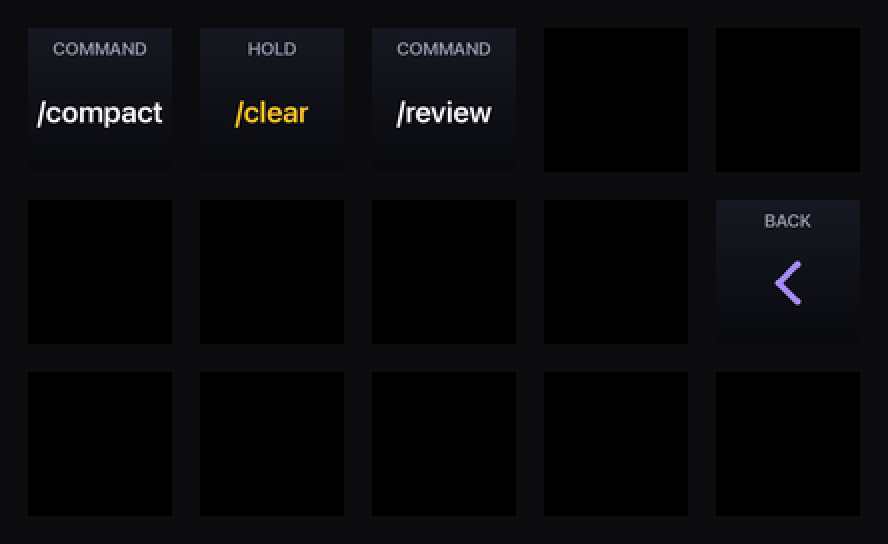 COMMAND
/compact
HOLD
/clear
COMMAND
/review
BACK